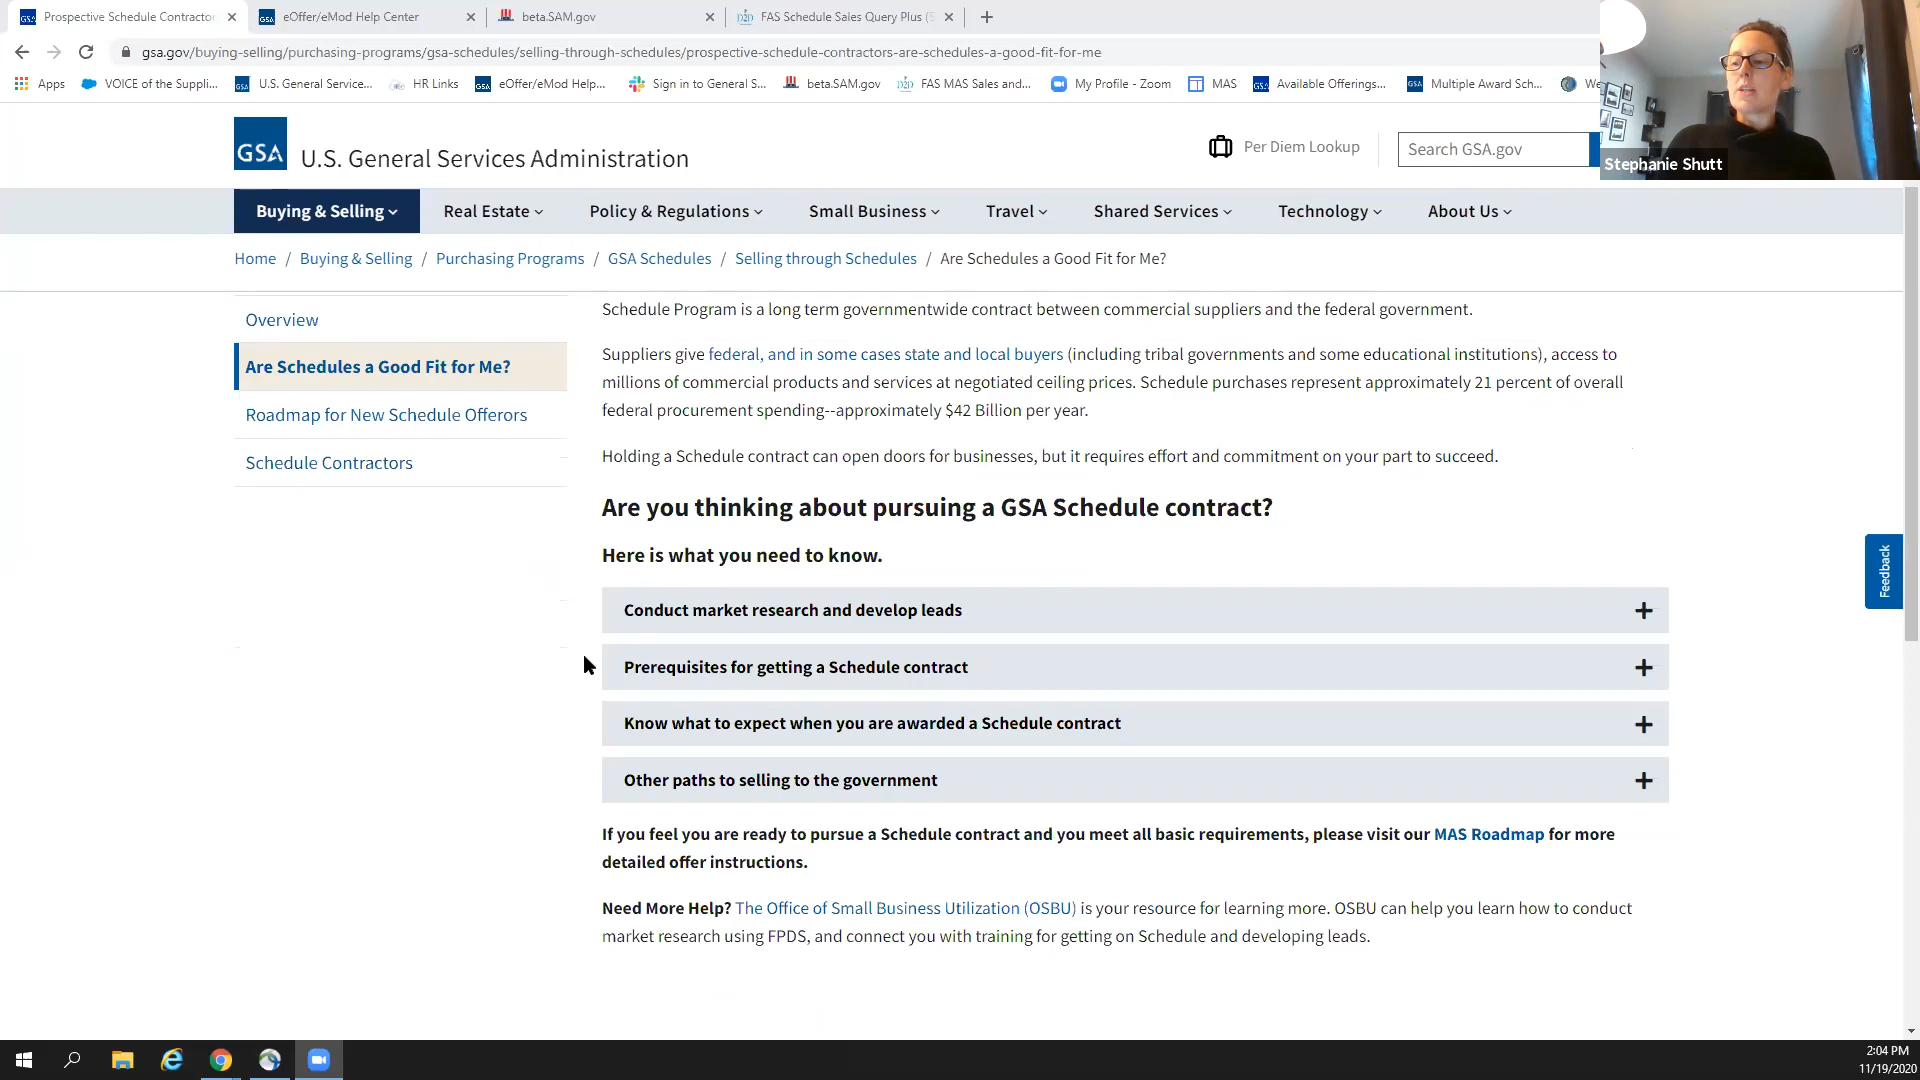 Prospective Schedule Contractor
eOffer/eMod Help Center
beta.SAM.gov
FAS Schedule Sales Query Plus (
gsa.gov/buying-selling/purchasing-programs/gsa-schedules/selling-through-schedules/prospective-schedule-contractors-are-schedules-a-good-fit-for-me
Apps
VOICE of the Suppli...
U.S. General Service...
HR Links
eOffer/eMod Help...
Sign in to General S...
beta.SAM.gov
FAS MAS Sales and...
My Profile - Zoom
MAS
Available Offerings...
Multiple Award Sch...
GSA
U.S. General Services Administration
Per Diem Lookup
Search GSA.gov
Stephanie Shutt
Buying & Selling
Real Estate
Policy & Regulations
Small Business
Travel
Shared Services
Technology
About Us
Home / Buying & Selling / Purchasing Programs / GSA Schedules / Selling through Schedules / Are Schedules a Good Fit for Me?
Overview
Are Schedules a Good Fit for Me?
Roadmap for New Schedule Offerors
Schedule Contractors
Schedule Program is a long term governmentwide contract between commercial suppliers and the federal government.
Suppliers give federal, and in some cases state and local buyers (including tribal governments and some educational institutions), access to
millions of commercial products and services at negotiated ceiling prices. Schedule purchases represent approximately 21 percent of overall
federal procurement spending--approximately $42 Billion per year.
Holding a Schedule contract can open doors for businesses, but it requires effort and commitment on your part to succeed.
Are you thinking about pursuing a GSA Schedule contract?
Here is what you need to know.
Conduct market research and develop leads
Prerequisites for getting a Schedule contract
Know what to expect when you are awarded a Schedule contract
Other paths to selling to the government
If you feel you are ready to pursue a Schedule contract and you meet all basic requirements, please visit our MAS Roadmap for more
detailed offer instructions.
Need More Help? The Office of Small Business Utilization (OSBU) is your resource for learning more. OSBU can help you learn how to conduct
market research using FPDS, and connect you with training for getting on Schedule and developing leads.
Feedback
2:04 PM
11/19/2020